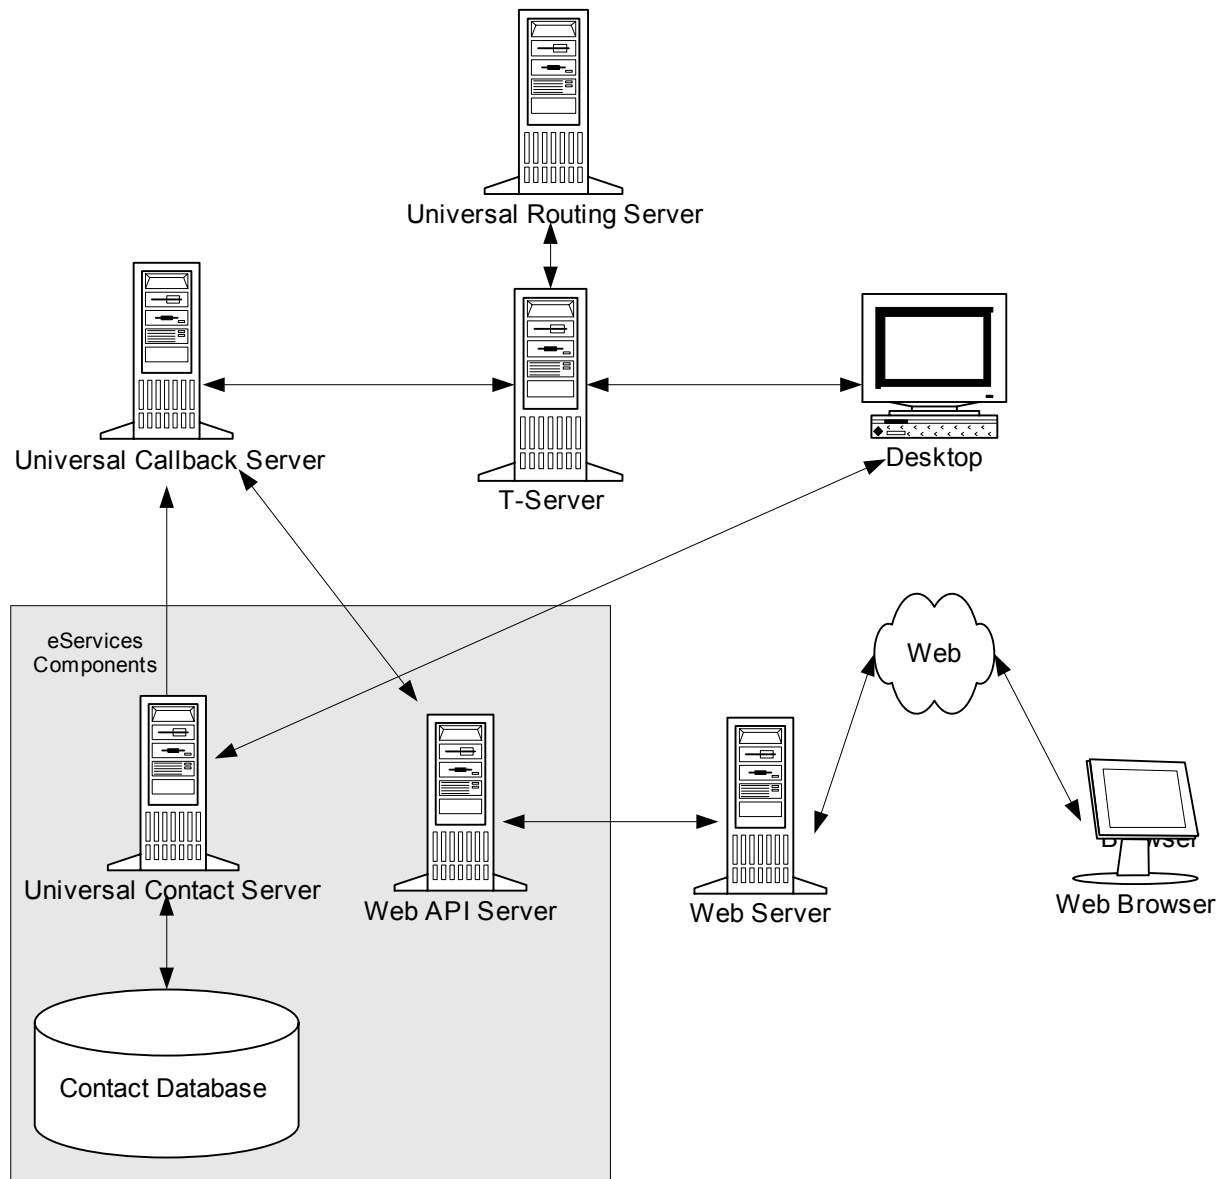 Universal Routing Server
Universal Callback Server
T-Server
Desktop
eServices
Components
Web
Universal Contact Server
Web API Server
Web Server
Browser
Web Browser
Contact Database